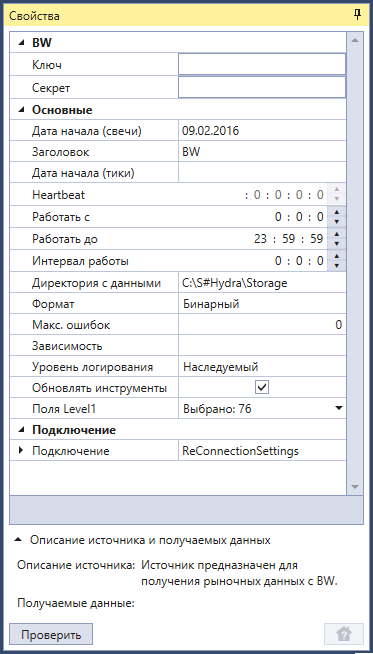 Свойства
BW
Ключ
Секрет
Основные
Дата начала (свечи) 09.02.2016
Заголовок BW
Дата начала (тики)
Heartbeat : 0 : 0 : 0 : 0
Работать с 0 : 0 : 0
Работать до 23 : 59 : 59
Интервал работы 0 : 0 : 0
Директория с данными C:\S#Hydra\Storage
Формат Бинарный
Макс. ошибок 0
Зависимость
Уровень логирования Наследуемый
Обновлять инструменты
Поля Level1 Выбрано: 76
Подключение
Подключение ReConnectionSettings
Описание источника и получаемых данных
Описание источника: Источник предназначен для
получения рыночных данных с BW.
Получаемые данные:
Проверить